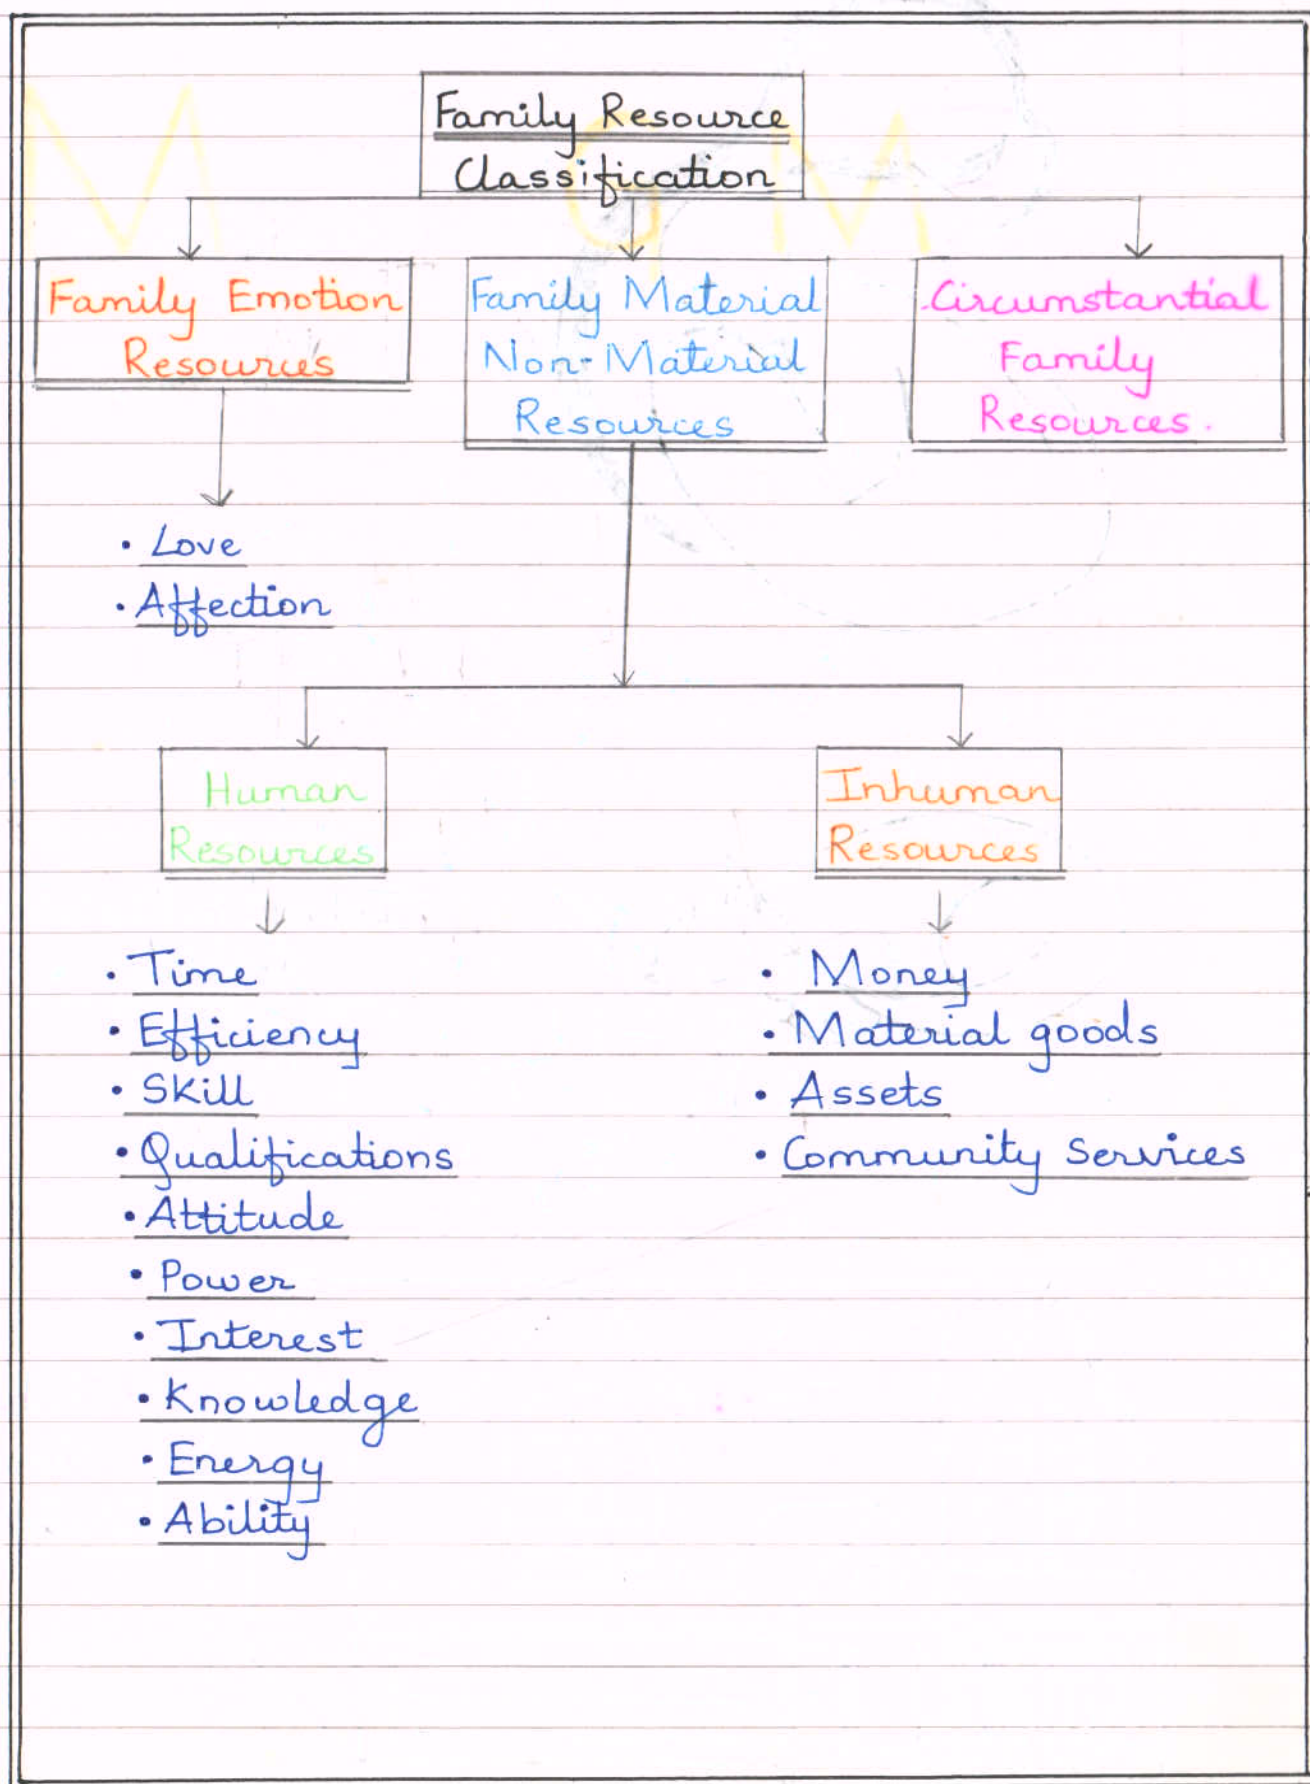 Family Resource
Classification
Family Emotion
Resources
Family Material
Non-Material
Resources
Circumstantial
Family
Resources.
• Love
• Affection
Human
Resources
Inhuman
Resources
• Time
• Efficiency
• Skill
• Qualifications
• Attitude
• Power
• Interest
• Knowledge
• Energy
• Ability
• Money
• Material goods
• Assets
• Community Services